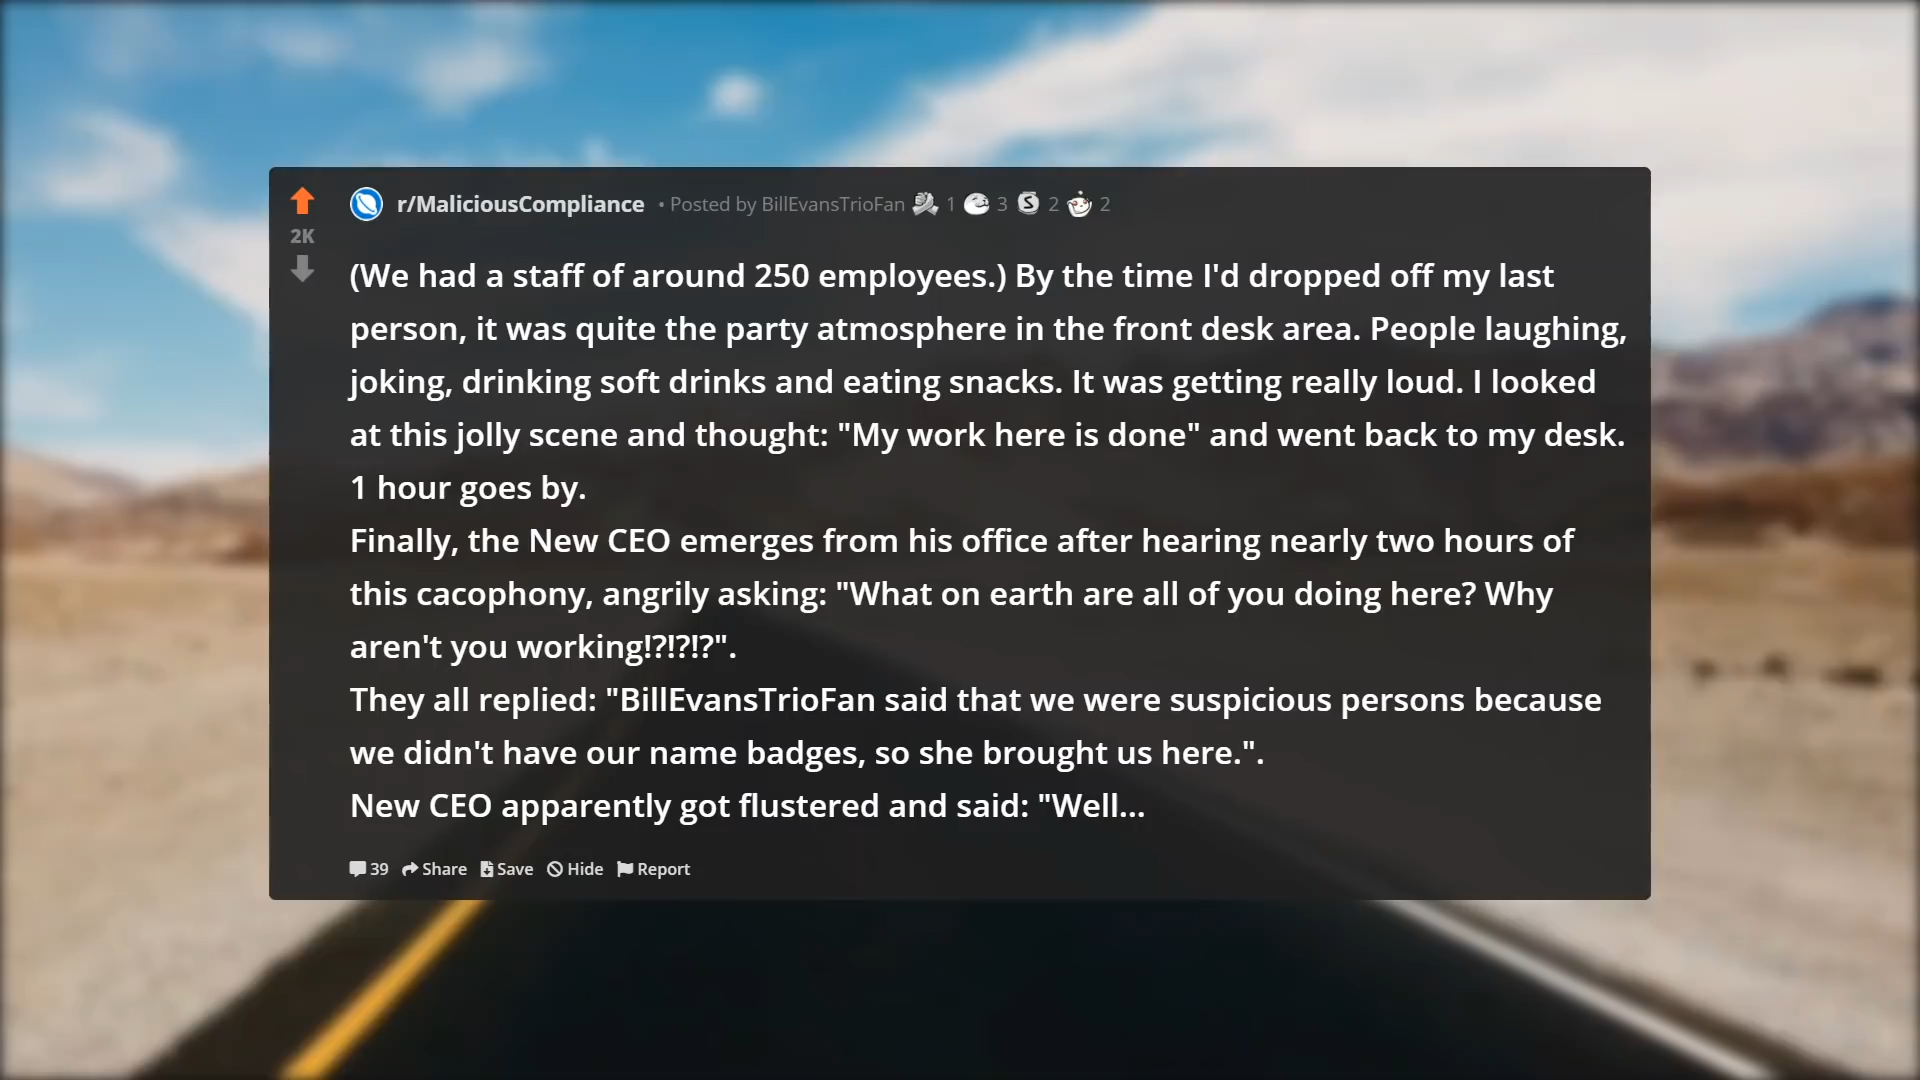 r/MaliciousCompliance • Posted by BillEvansTrioFan 1 3 2 2
2K
(We had a staff of around 250 employees.) By the time I'd dropped off my last
person, it was quite the party atmosphere in the front desk area. People laughing,
joking, drinking soft drinks and eating snacks. It was getting really loud. I looked
at this jolly scene and thought: "My work here is done" and went back to my desk.
1 hour goes by.
Finally, the New CEO emerges from his office after hearing nearly two hours of
this cacophony, angrily asking: "What on earth are all of you doing here? Why
aren't you working!?!?!?".
They all replied: "BillEvansTrioFan said that we were suspicious persons because
we didn't have our name badges, so she brought us here.".
New CEO apparently got flustered and said: "Well...
39 Share Save Hide Report